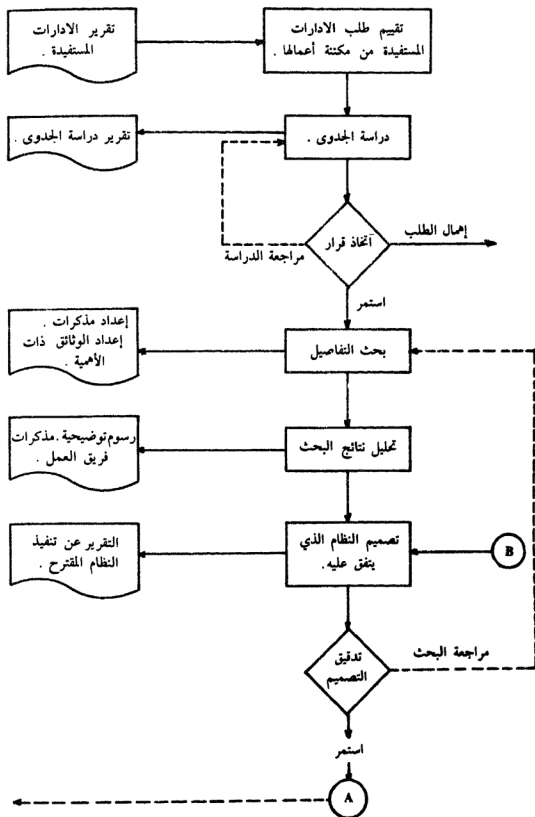 تقرير الادارات
المستفيدة .
تقييم طلب الادارات
المستفيدة من مكننة أعمالها .
دراسة الجدوى .
تقرير دراسة الجدوى .
آتخاذ قرار
إهمال الطلب
مراجعة الدراسة
استمر
بحث التفاصيل
إعداد مذكرات .
إعداد الوثائق ذات
الأهمية .
تحليل نتائج البحث
رسوم توضيحية . مذكرات
فريق العمل .
تصميم النظام الذي
يتفق عليه .
B
التقرير عن تنفيذ
النظام المقترح .
تدقيق
التصميم
مراجعة البحث
استمر
A